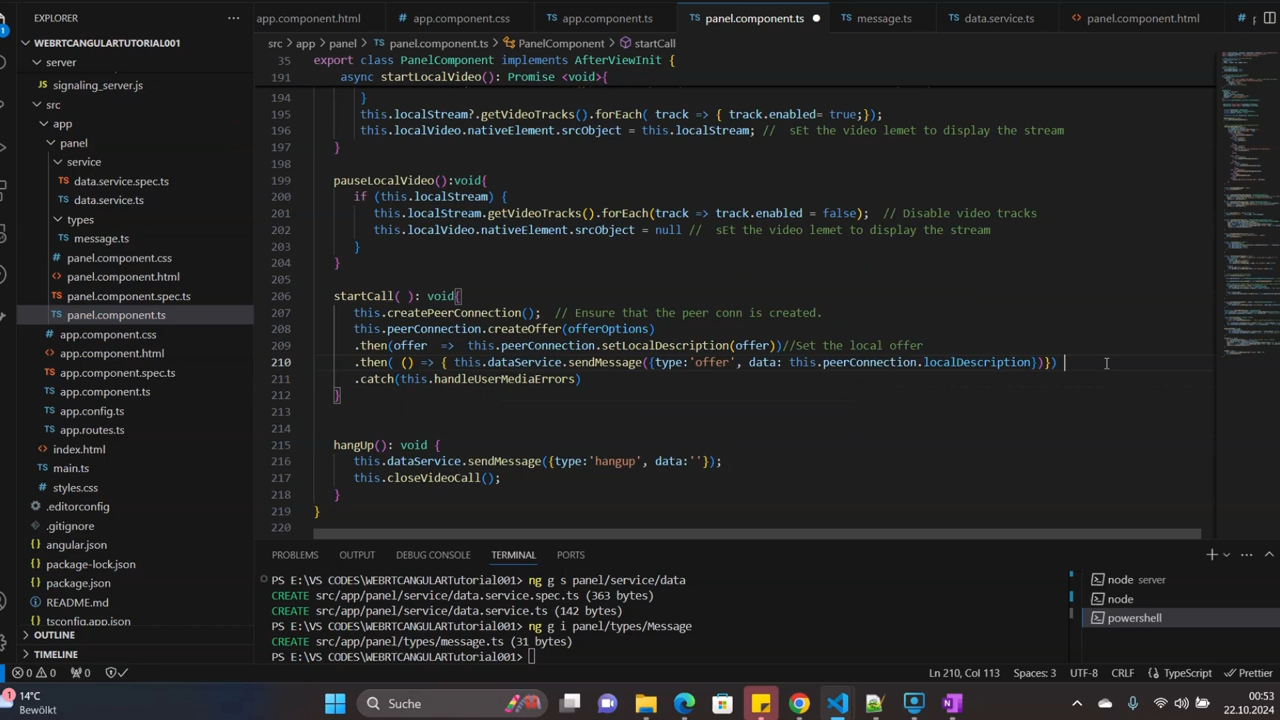 EXPLORER
WEBRTCANGULARTUTORIAL001
server
signaling_server.js
src
app
panel
service
data.service.spec.ts
data.service.ts
types
message.ts
panel.component.css
panel.component.html
panel.component.spec.ts
panel.component.ts
app.component.css
app.component.html
app.component.spec.ts
app.component.ts
app.config.ts
app.routes.ts
index.html
main.ts
styles.css
.editorconfig
.gitignore
angular.json
package-lock.json
package.json
README.md
tsconfig.app.json
OUTLINE
TIMELINE
app.component.html
app.component.css
app.component.ts
panel.component.ts
message.ts
data.service.ts
panel.component.html
src > app > panel > panel.component.ts > PanelComponent > startCall
35 export class PanelComponent implements AfterViewInit {
191 async startLocalVideo(): Promise <void>{
194 }
195 this.localStream?.getVideoTracks().forEach( track => { track.enabled= true;});
196 this.localVideo.nativeElement.srcObject = this.localStream; // sEt the video lemet to display the stream
197 }
198
199 pauseLocalVideo():void{
200 if (this.localStream) {
201 this.localStream.getVideoTracks().forEach(track => track.enabled = false); // Disable video tracks
202 this.localVideo.nativeElement.srcObject = null // sEt the video lemet to display the stream
203 }
204 }
205
206 startCall( ): void{
207 this.createPeerConnection(); // Ensure that the peer conn is created.
208 this.peerConnection.createOffer(offerOptions)
209 .then(offer => this.peerConnection.setLocalDescription(offer))//Set the local offer
210 .then( () => { this.dataService.sendMessage({type:'offer', data: this.peerConnection.localDescription})})
211 .catch(this.handleUserMediaErrors)
212 }
213
214
215 hangUp(): void {
216 this.dataService.sendMessage({type:'hangup', data:''});
217 this.closeVideoCall();
218 }
219 }
220
PROBLEMS OUTPUT DEBUG CONSOLE TERMINAL PORTS
PS E:\VS CODES\WEBRTCANGULARTutorial001> ng g s panel/service/data
CREATE src/app/panel/service/data.service.spec.ts (363 bytes)
CREATE src/app/panel/service/data.service.ts (142 bytes)
PS E:\VS CODES\WEBRTCANGULARTutorial001> ng g i panel/types/Message
CREATE src/app/panel/types/message.ts (31 bytes)
PS E:\VS CODES\WEBRTCANGULARTutorial001>
node server
node
powershell
0 0 0 Ln 210, Col 113 Spaces: 3 UTF-8 CRLF TypeScript Prettier
14°C
Bewölkt
1
Suche
00:53
22.10.2024